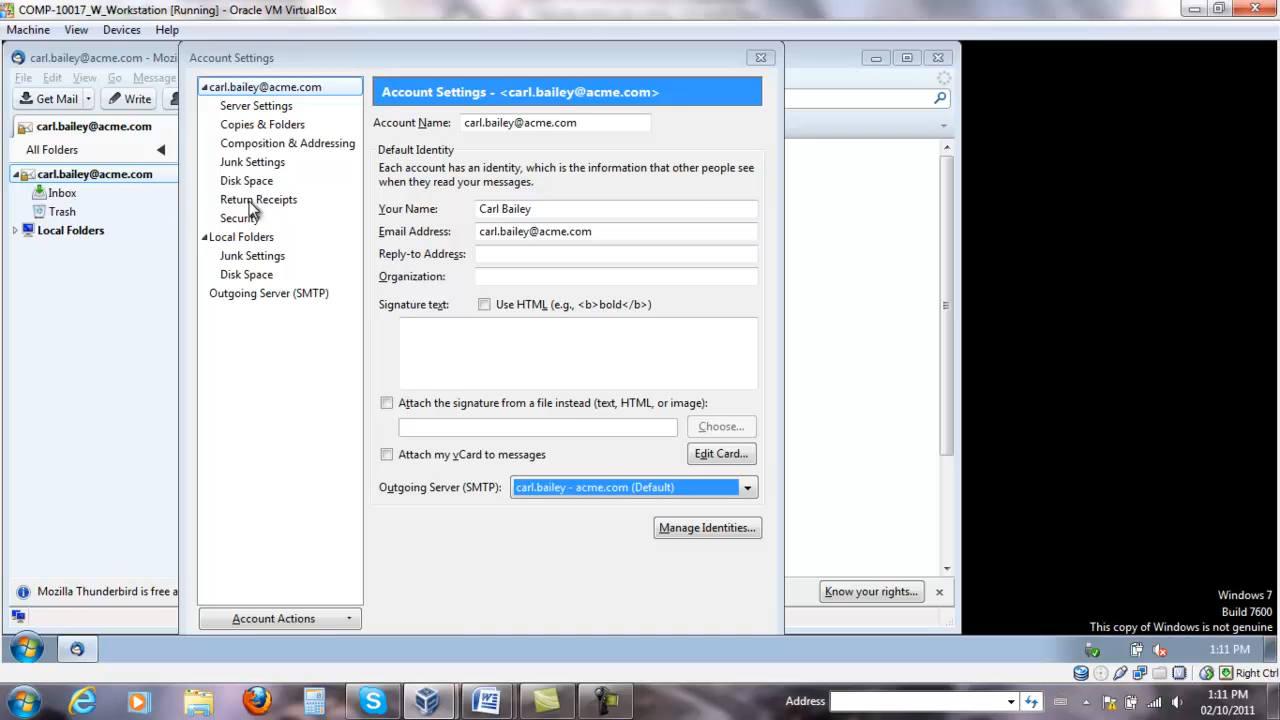 COMP-10017_W_Workstation [Running] - Oracle VM VirtualBox
Machine View Devices Help
carl.bailey@acme.com - Mozi
File Edit View Go Message
Get Mail Write
carl.bailey@acme.com
All Folders
carl.bailey@acme.com
Inbox
Trash
Local Folders
Mozilla Thunderbird is free a
Account Settings
carl.bailey@acme.com
Server Settings
Copies & Folders
Composition & Addressing
Junk Settings
Disk Space
Return Receipts
Security
Local Folders
Junk Settings
Disk Space
Outgoing Server (SMTP)
Account Actions
Account Settings - <carl.bailey@acme.com>
Account Name: carl.bailey@acme.com
Default Identity
Each account has an identity, which is the information that other people see
when they read your messages.
Your Name: Carl Bailey
Email Address: carl.bailey@acme.com
Reply-to Address:
Organization:
Signature text: Use HTML (e.g., <b>bold</b>)
Attach the signature from a file instead (text, HTML, or image):
Choose...
Attach my vCard to messages
Edit Card...
Outgoing Server (SMTP): carl.bailey - acme.com (Default)
Manage Identities...
Know your rights...
Windows 7
Build 7600
This copy of Windows is not genuine
1:11 PM
Right Ctrl
Address
1:11 PM
02/10/2011